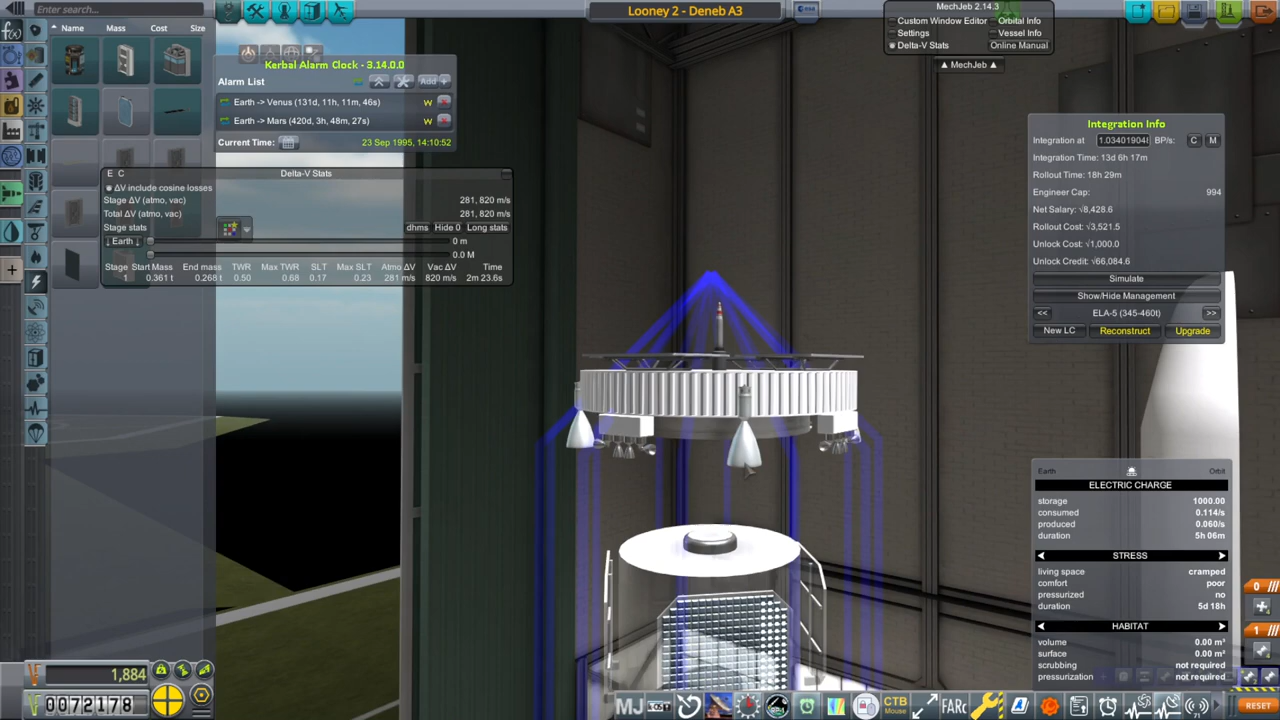 Enter search...
Name Mass Cost Size
f(x)
Looney 2 - Deneb A3
esa
MechJeb 2.14.3
Custom Window Editor Orbital Info
Settings Vessel Info
Delta-V Stats Online Manual
▲ MechJeb ▲
Kerbal Alarm Clock - 3.14.0.0
Alarm List Add +
Earth -> Venus (131d, 11h, 11m, 46s) W
Earth -> Mars (420d, 3h, 48m, 27s) W
Current Time: 23 Sep 1995, 14:10:52
E C Delta-V Stats
ΔV include cosine losses
Stage ΔV (atmo, vac) 281, 820 m/s
Total ΔV (atmo, vac) 281, 820 m/s
Stage stats dhms Hide 0 Long stats
Earth 0 m
0.0 M
Stage Start Mass End mass TWR Max TWR SLT Max SLT Atmo ΔV Vac ΔV Time
1 0.361 t 0.268 t 0.50 0.68 0.17 0.23 281 m/s 820 m/s 2m 23.6s
Integration Info
Integration at 1.034019048 BP/s: C M
Integration Time: 13d 6h 17m
Rollout Time: 18h 29m
Engineer Cap: 994
Net Salary: √8,428.6
Rollout Cost: √3,521.5
Unlock Cost: √1,000.0
Unlock Credit: √66,084.6
Simulate
Show/Hide Management
<< ELA-5 (345-460t) >>
New LC Reconstruct Upgrade
Earth Orbit
ELECTRIC CHARGE
storage 1000.00
consumed 0.114/s
produced 0.060/s
duration 5h 06m
STRESS
living space cramped
comfort poor
pressurized no
duration 5d 18h
HABITAT
volume 0.00 m³
surface 0.00 m³
scrubbing not required
pressurization not required
0
1
1,884
0072178
MJ CTB Mouse FARc RESET